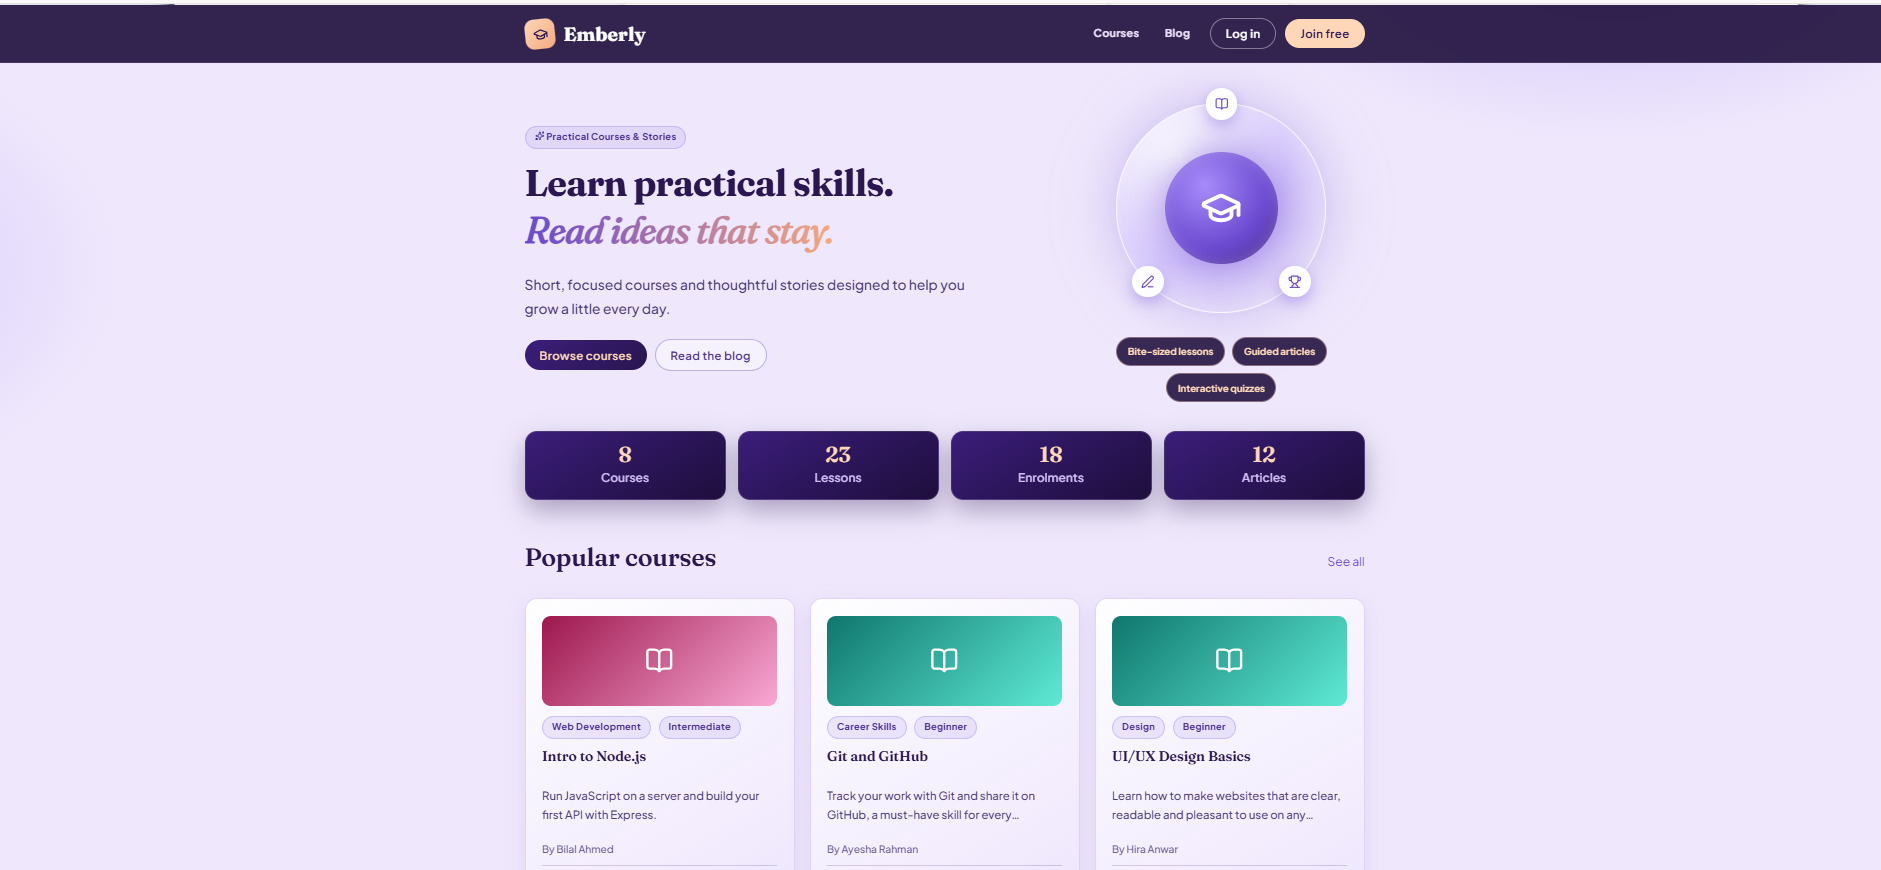 Emberly
Courses
Blog
Log in
Join free
Practical Courses & Stories
Learn practical skills.
Read ideas that stay.
Short, focused courses and thoughtful stories designed to help you
grow a little every day.
Browse courses
Read the blog
Bite-sized lessons
Guided articles
Interactive quizzes
8
Courses
23
Lessons
18
Enrolments
12
Articles
Popular courses
See all
Web Development
Intermediate
Intro to Node.js
Run JavaScript on a server and build your
first API with Express.
By Bilal Ahmed
Career Skills
Beginner
Git and GitHub
Track your work with Git and share it on
GitHub, a must-have skill for every...
By Ayesha Rahman
Design
Beginner
UI/UX Design Basics
Learn how to make websites that are clear,
readable and pleasant to use on any...
By Hira Anwar